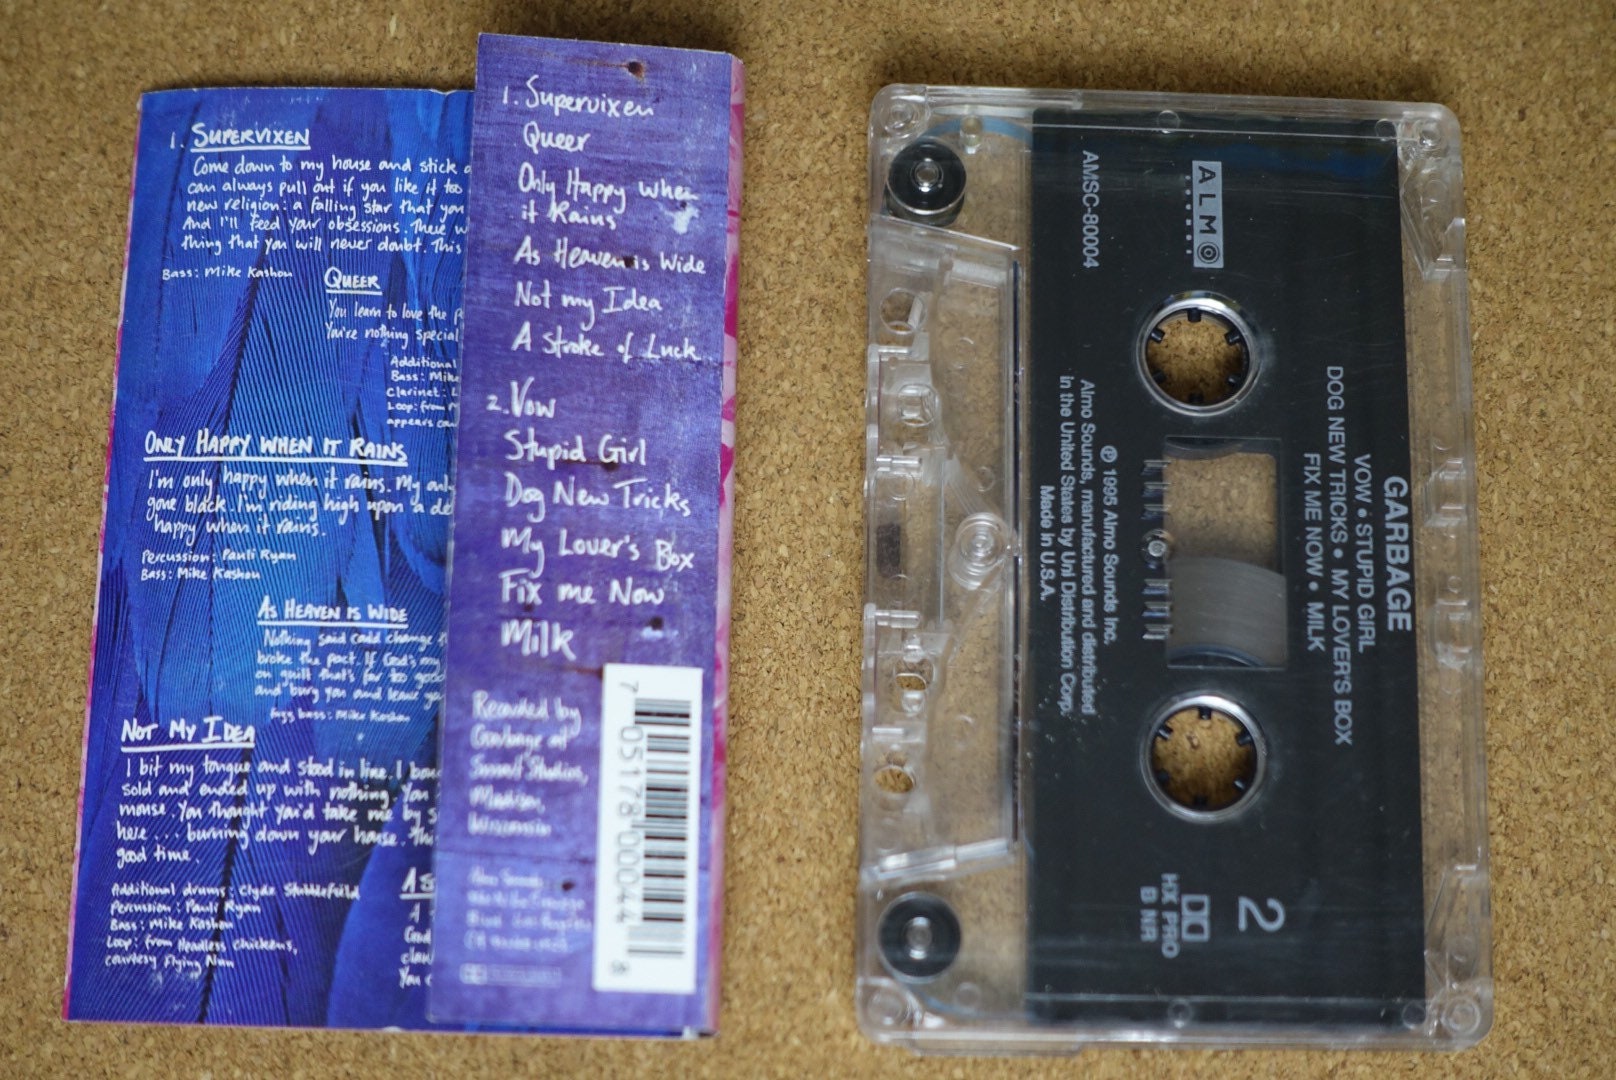 1. SUPERVIXEN
Come down to my house and stick
can always pull out if you like it too
new religion: a falling star that you
And I'll feed your obsessions. There
thing that you will never doubt. This
Bass: Mike Kashou
QUEER
You learn to love the
You're nothing special
Additional
Bass: Mike
Clarinet:
Loop: from
appears
ONLY HAPPY WHEN IT RAINS
I'm only happy when it rains. My only
gone black. I'm riding high upon a
happy when it rains.
Percussion: Pauli Ryan
Bass: Mike Kashou
AS HEAVEN IS WIDE
Nothing said could change
broke the pact. If God's my
on guilt that's far too good
and bury you and leave
fuzz bass: Mike Kashou
NOT MY IDEA
I bit my tongue and stood in line. I
sold and ended up with nothing. You
mouse. You thought you'd take me by
here... burning down your house. This
good time.
Additional drums: Clyde Stubblefield
Percussion: Pauli Ryan
Bass: Mike Kashou
Loop: from Headless chickens,
courtesy Flying Nun
A
A
You
1. Supervixen
Queer
Only Happy when
it Rains
As Heaven is Wide
Not my Idea
A Stroke of Luck
2. Vow
Stupid Girl
Dog New Tricks
My Lover's Box
Fix me Now
Milk
Recorded by
Garbage at
Smart Studios,
Madison,
Wisconsin
7 05178 00044 8
ALMO
SOUNDS
AMSC-80004
℗ 1995 Almo Sounds Inc.
Almo Sounds, manufactured and distributed
in the United States by Uni Distribution Corp.
Made in U.S.A.
GARBAGE
VOW • STUPID GIRL
DOG NEW TRICKS • MY LOVER'S BOX
FIX ME NOW • MILK
2
HX PRO
B NR